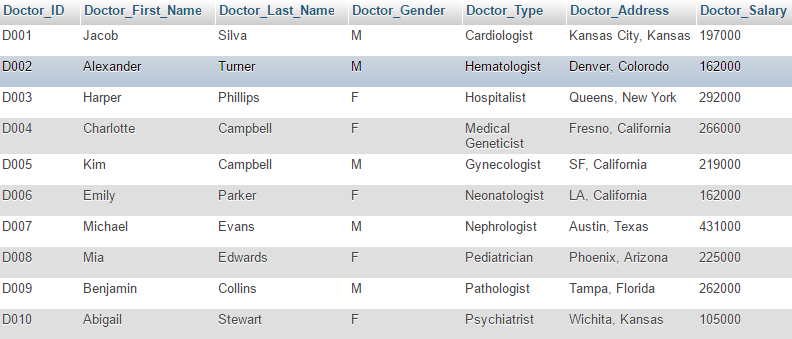 Doctor_ID Doctor_First_Name Doctor_Last_Name Doctor_Gender Doctor_Type Doctor_Address Doctor_Salary
D001 Jacob Silva M Cardiologist Kansas City, Kansas 197000
D002 Alexander Turner M Hematologist Denver, Colorodo 162000
D003 Harper Phillips F Hospitalist Queens, New York 292000
D004 Charlotte Campbell F Medical Fresno, California 266000
Geneticist
D005 Kim Campbell M Gynecologist SF, California 219000
D006 Emily Parker F Neonatologist LA, California 162000
D007 Michael Evans M Nephrologist Austin, Texas 431000
D008 Mia Edwards F Pediatrician Phoenix, Arizona 225000
D009 Benjamin Collins M Pathologist Tampa, Florida 262000
D010 Abigail Stewart F Psychiatrist Wichita, Kansas 105000